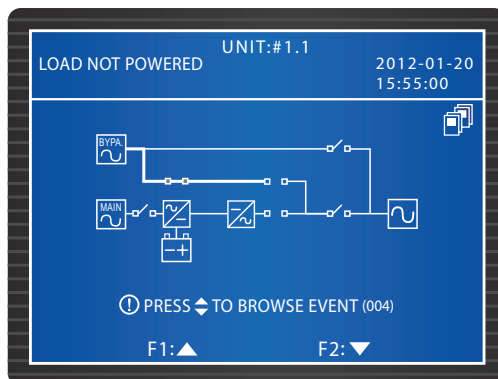 UNIT:#1.1
LOAD NOT POWERED
2012-01-20
15:55:00
BYPA.
MAIN
PRESS TO BROWSE EVENT (004)
F1:
F2: